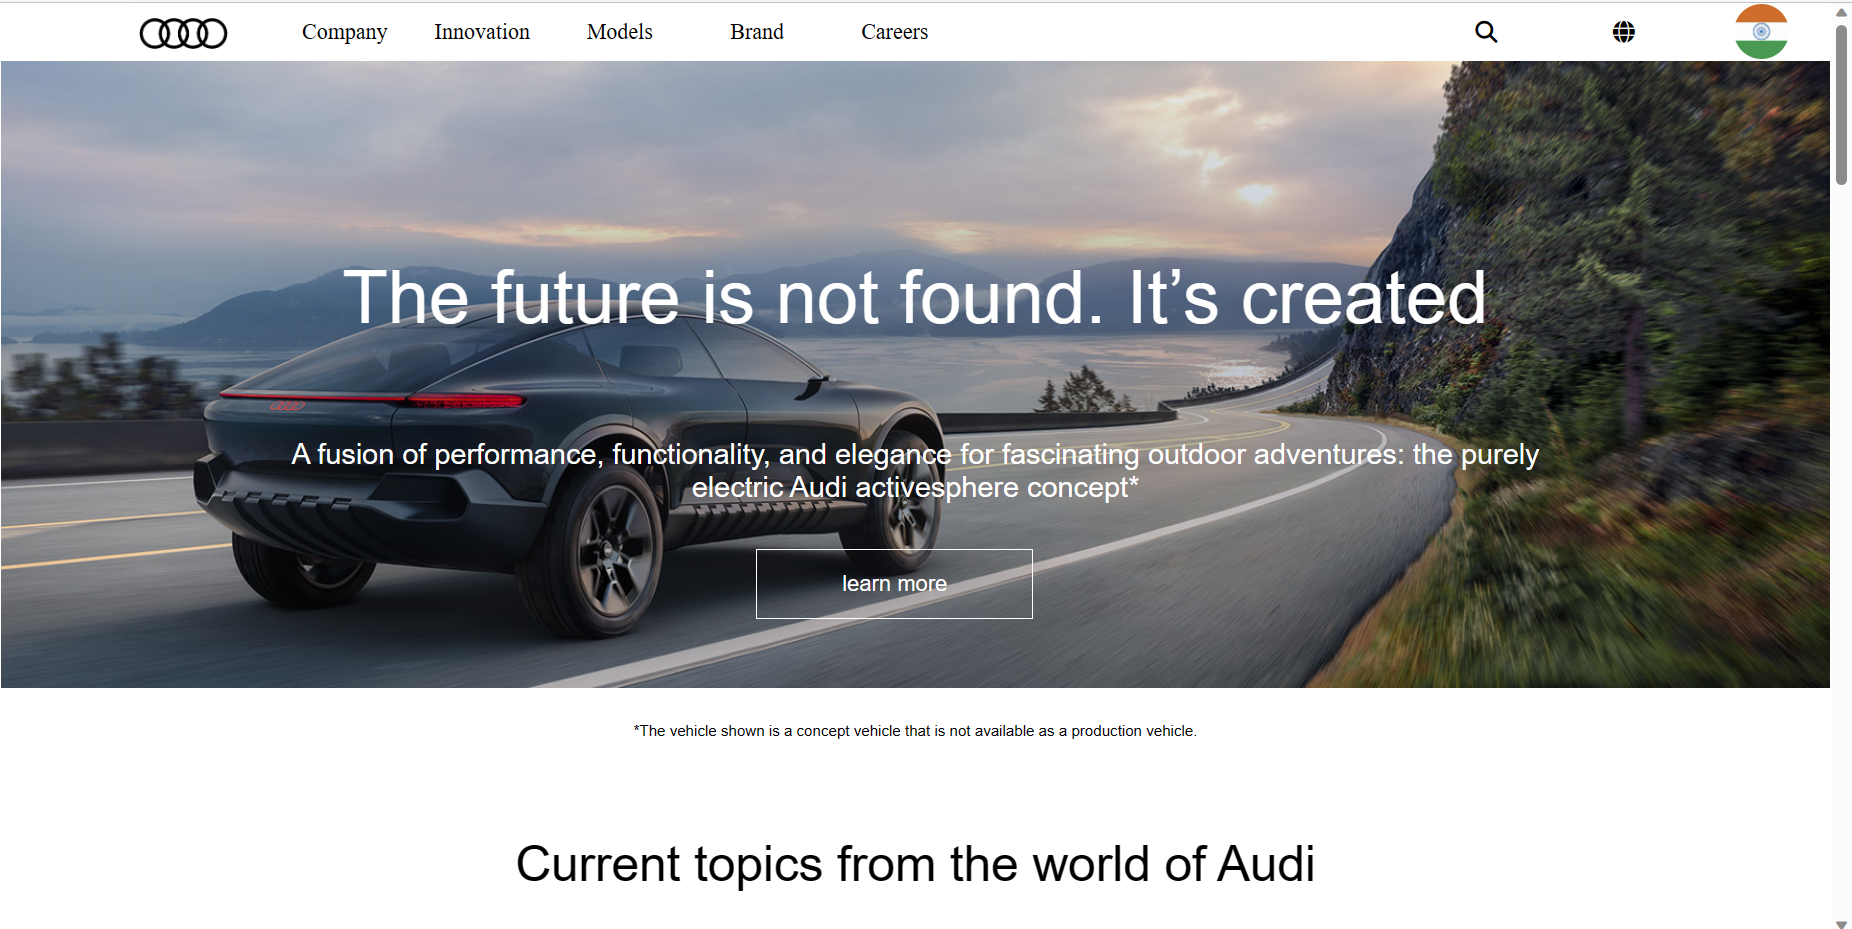 Company Innovation Models Brand Careers
The future is not found. It’s created
A fusion of performance, functionality, and elegance for fascinating outdoor adventures: the purely
electric Audi activesphere concept*
learn more
*The vehicle shown is a concept vehicle that is not available as a production vehicle.
Current topics from the world of Audi